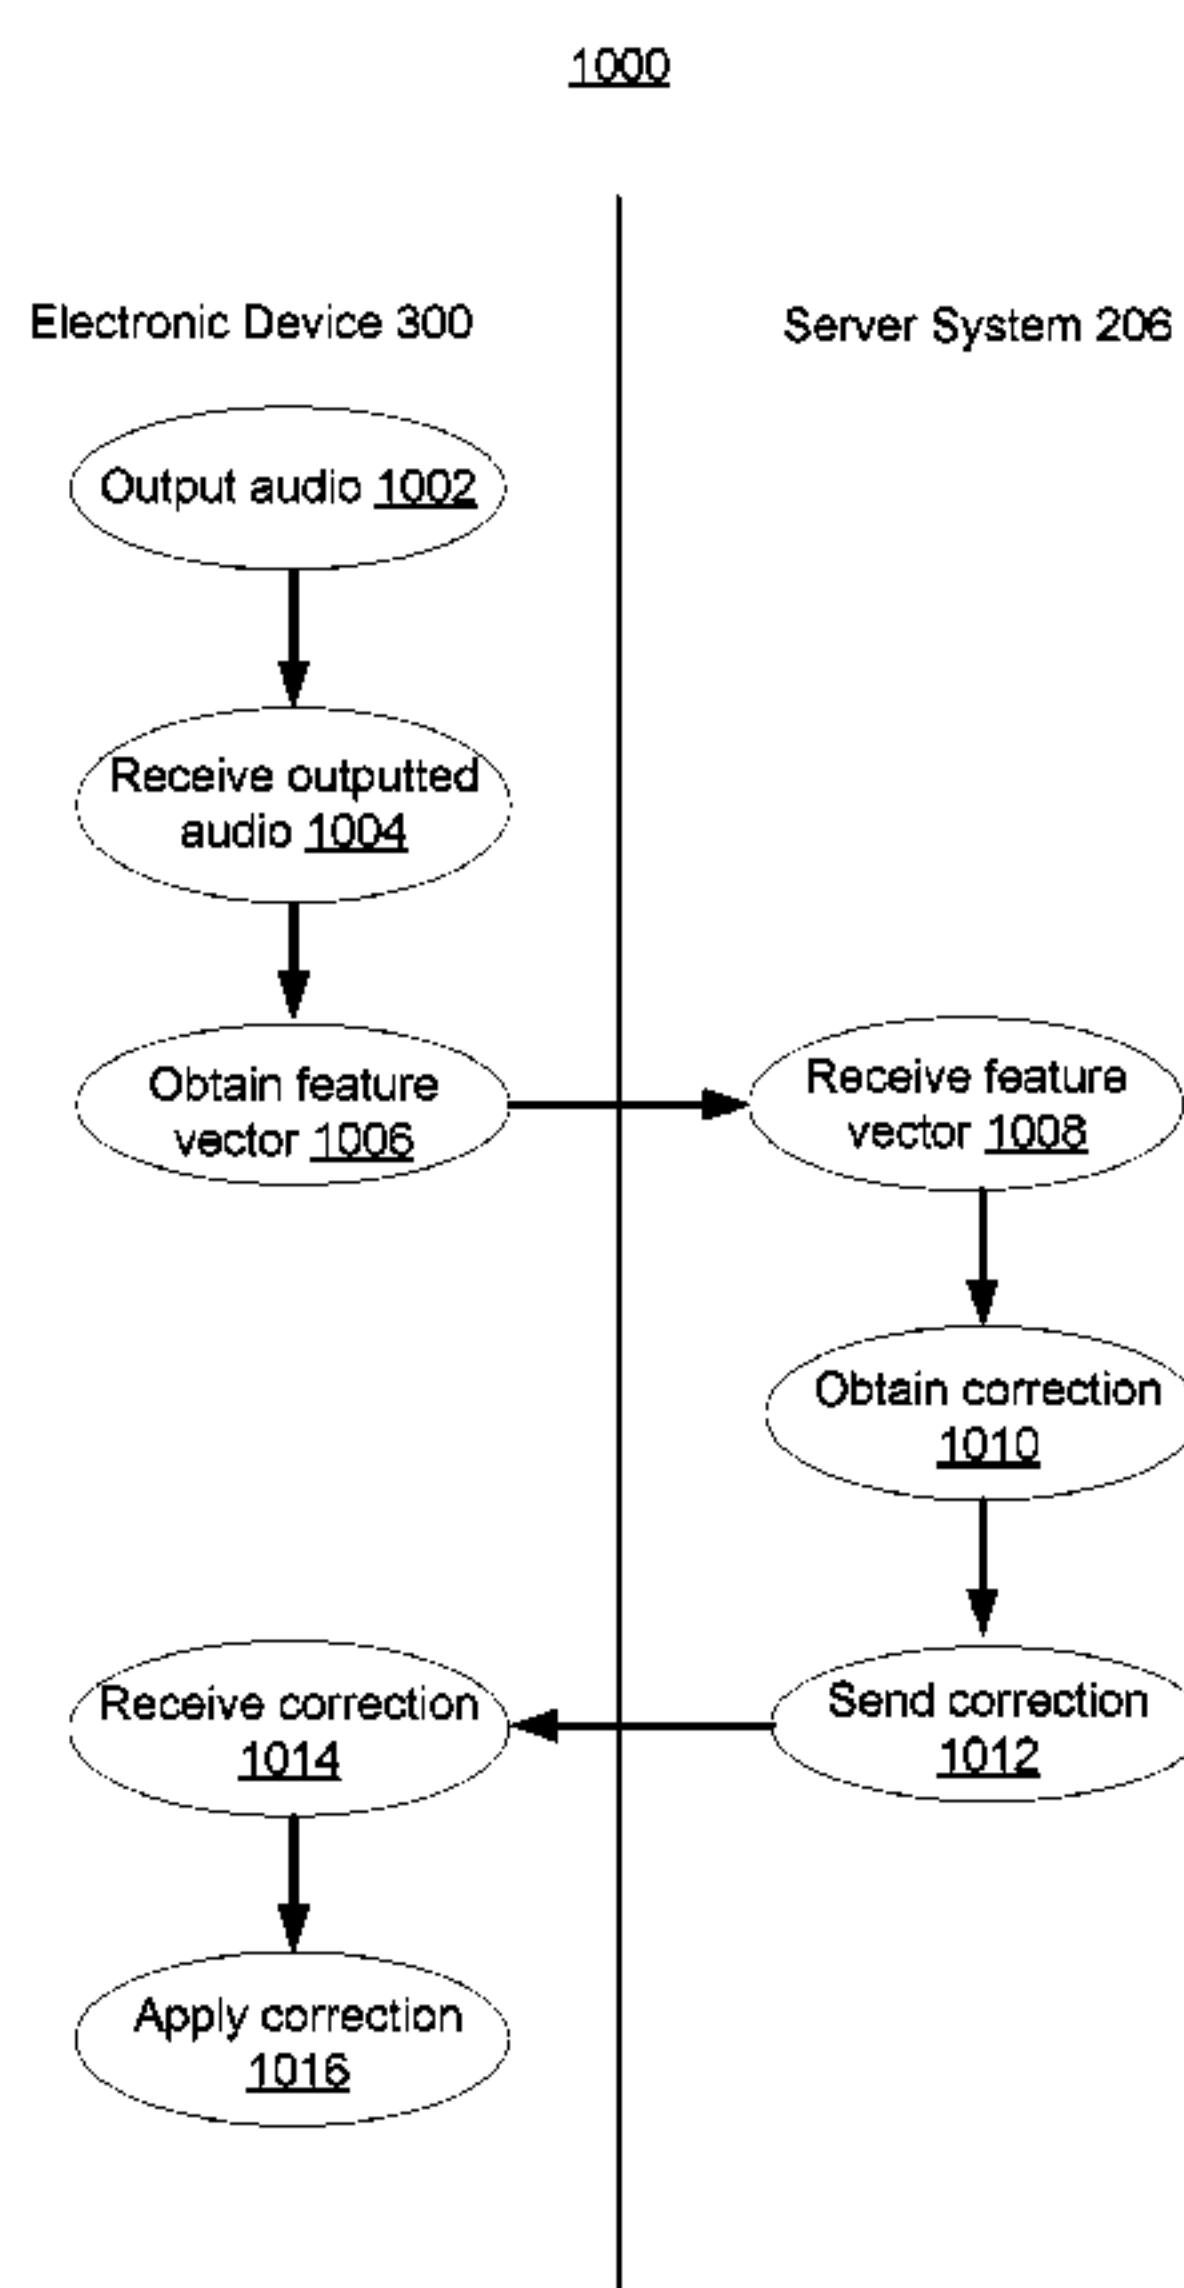 1000
Electronic Device 300
Server System 206
Output audio 1002
Receive outputted
audio 1004
Obtain feature
vector 1006
Receive feature
vector 1008
Obtain correction
1010
Send correction
1012
Receive correction
1014
Apply correction
1016